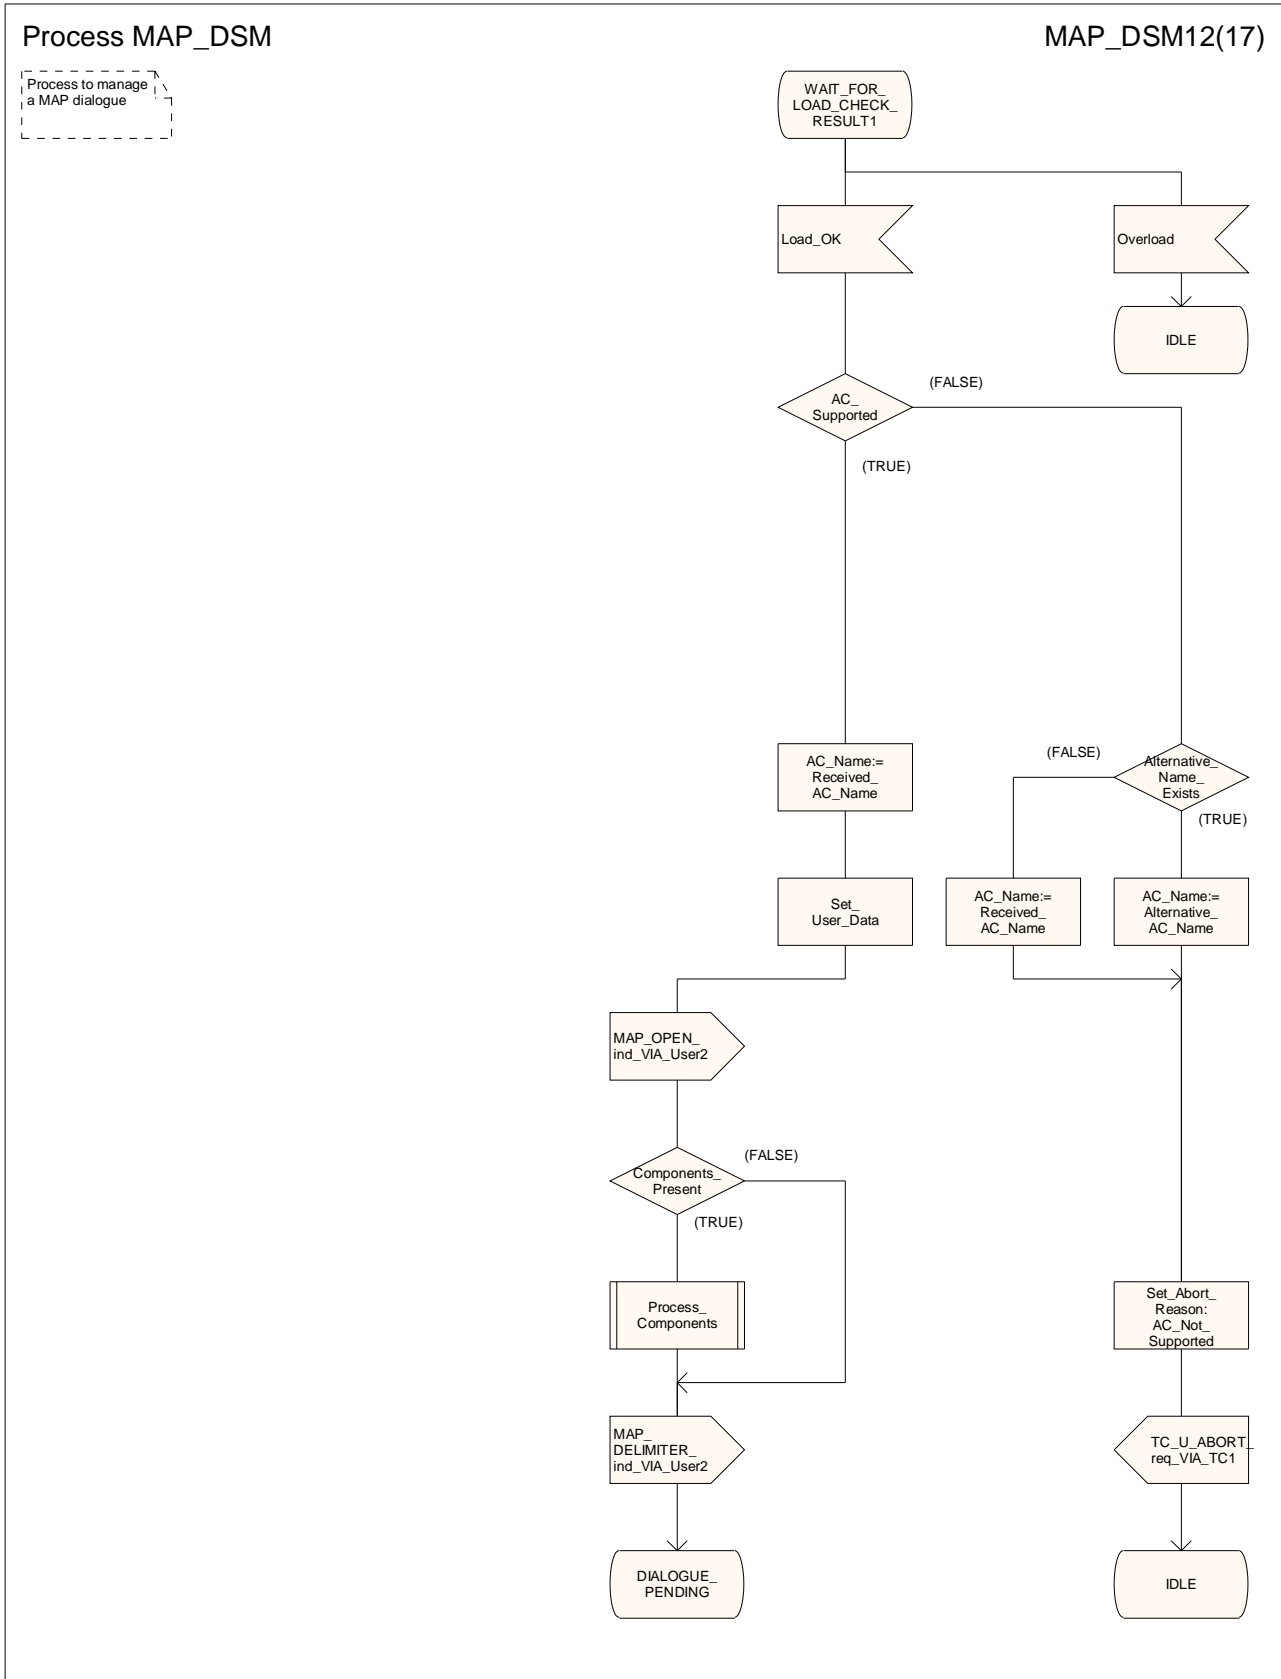 Process MAP_DSM
MAP_DSM12(17)
Process to manage
a MAP dialogue
WAIT_FOR_
LOAD_CHECK_
RESULT1
Load_OK
Overload
IDLE
AC_
Supported
(FALSE)
(TRUE)
AC_Name:=
Received_
AC_Name
(FALSE)
Alternative_
Name_
Exists
(TRUE)
Set_
User_Data
AC_Name:=
Received_
AC_Name
AC_Name:=
Alternative_
AC_Name
MAP_OPEN_
ind_VIA_User2
Components_
Present
(FALSE)
(TRUE)
Process_
Components
Set_Abort_
Reason:
AC_Not_
Supported
MAP_
DELIMITER_
ind_VIA_User2
TC_U_ABORT_
req_VIA_TC1
DIALOGUE_
PENDING
IDLE